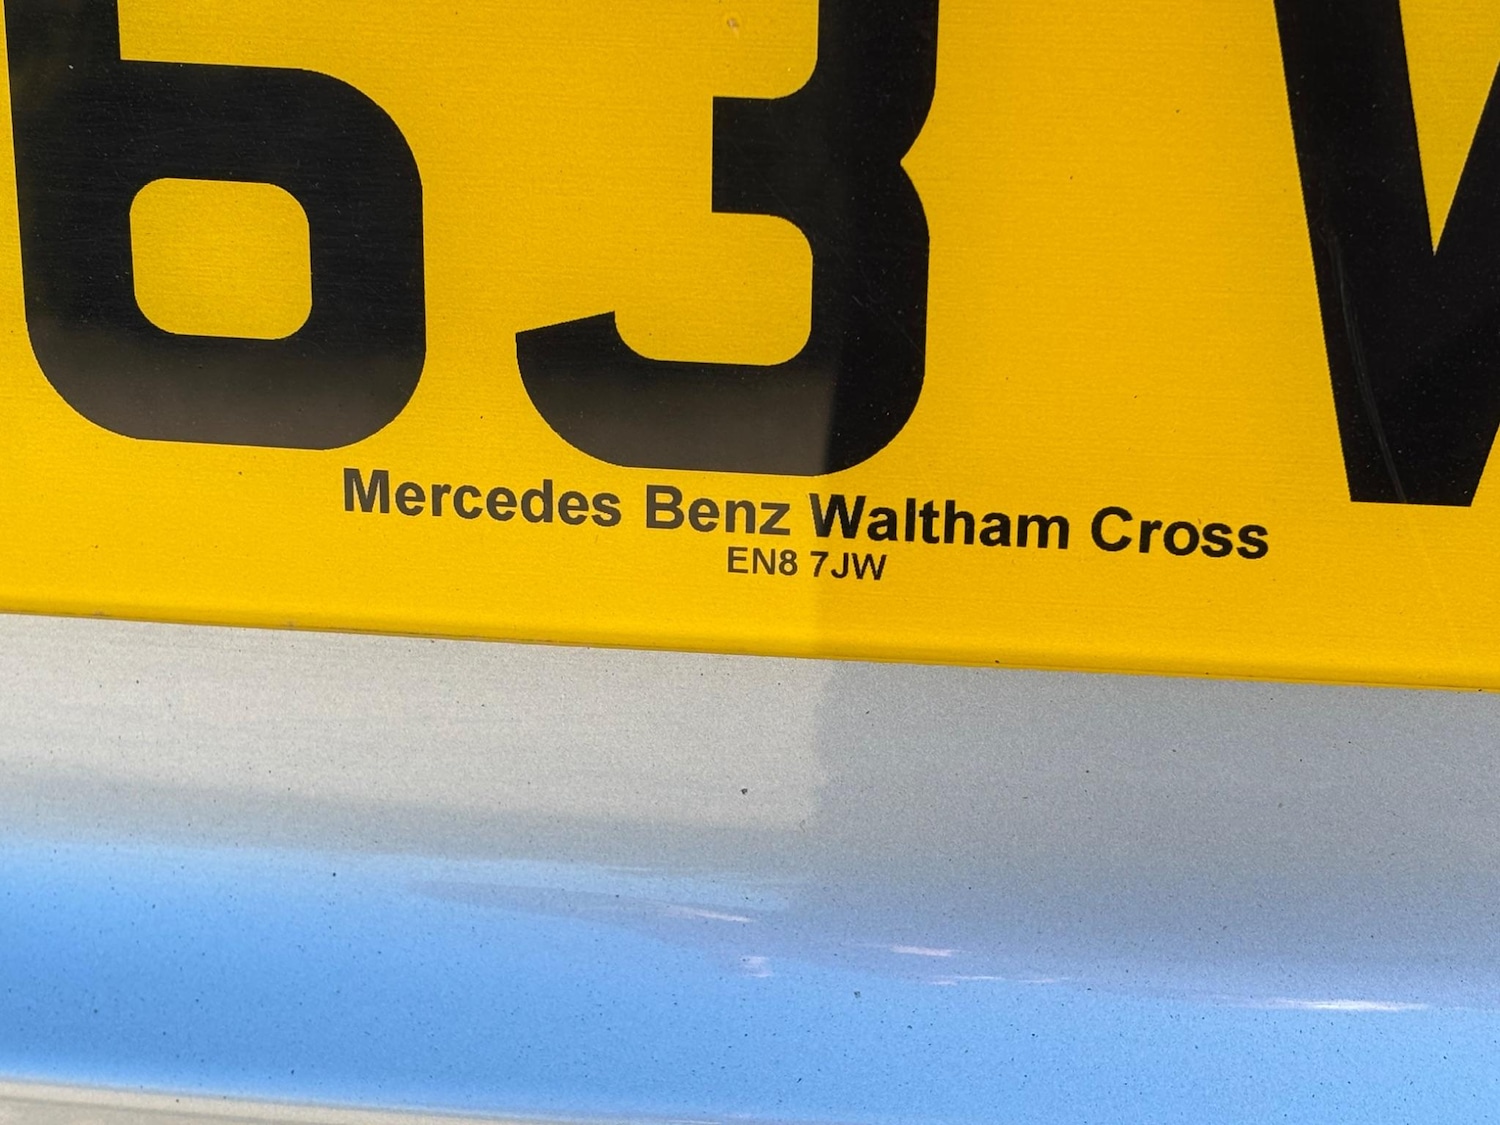 63 W
Mercedes Benz Waltham Cross
EN8 7JW